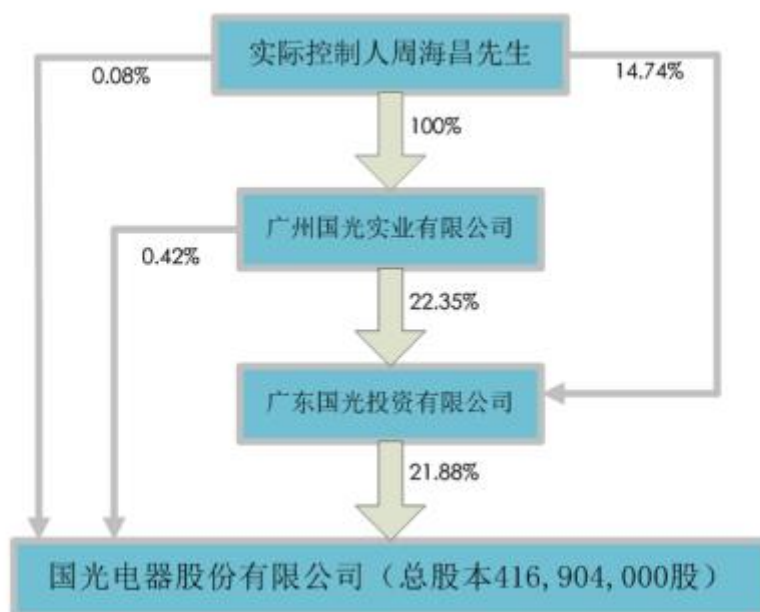 实际控制人周海昌先生
0.08%
14.74%
100%
广州国光实业有限公司
0.42%
22.35%
广东国光投资有限公司
21.88%
国光电器股份有限公司（总股本416,904,000股）